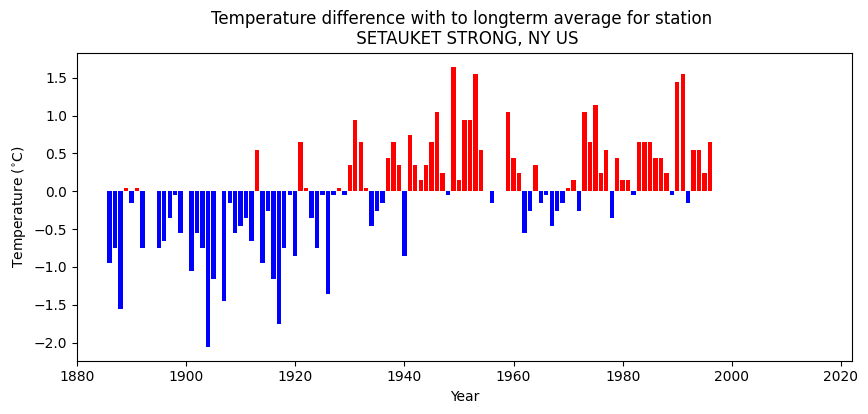 Temperature difference with to longterm average for station
SETAUKET STRONG, NY US
Temperature (°C)
1.5
1.0
0.5
0.0
−0.5
−1.0
−1.5
−2.0
1880 1900 1920 1940 1960 1980 2000 2020
Year